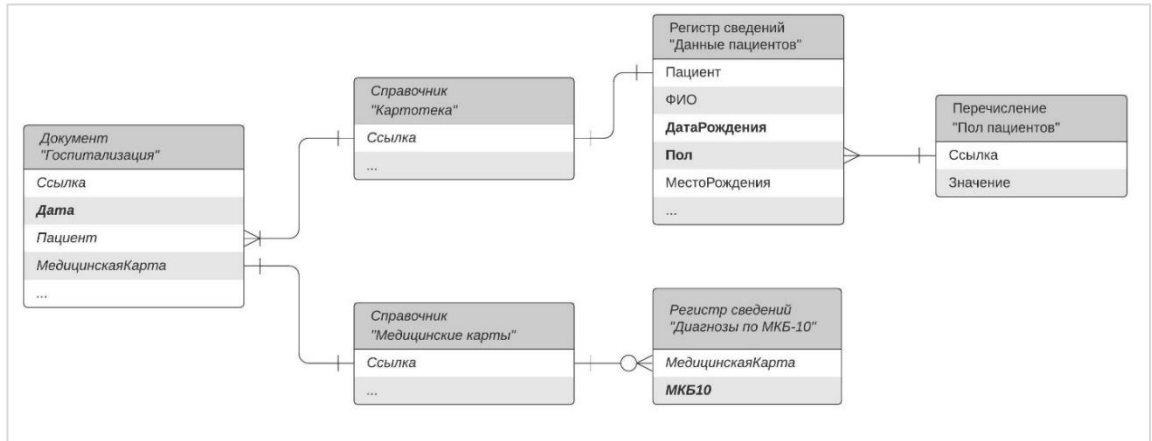 Документ
"Госпитализация"
Ссылка
Дата
Пациент
МедицинскаяКарта
...
Справочник
"Картотека"
Ссылка
...
Справочник
"Медицинские карты"
Ссылка
...
Регистр сведений
"Данные пациентов"
Пациент
ФИО
ДатаРождения
Пол
МестоРождения
...
Регистр сведений
"Диагнозы по МКБ-10"
МедицинскаяКарта
МКБ10
Перечисление
"Пол пациентов"
Ссылка
Значение